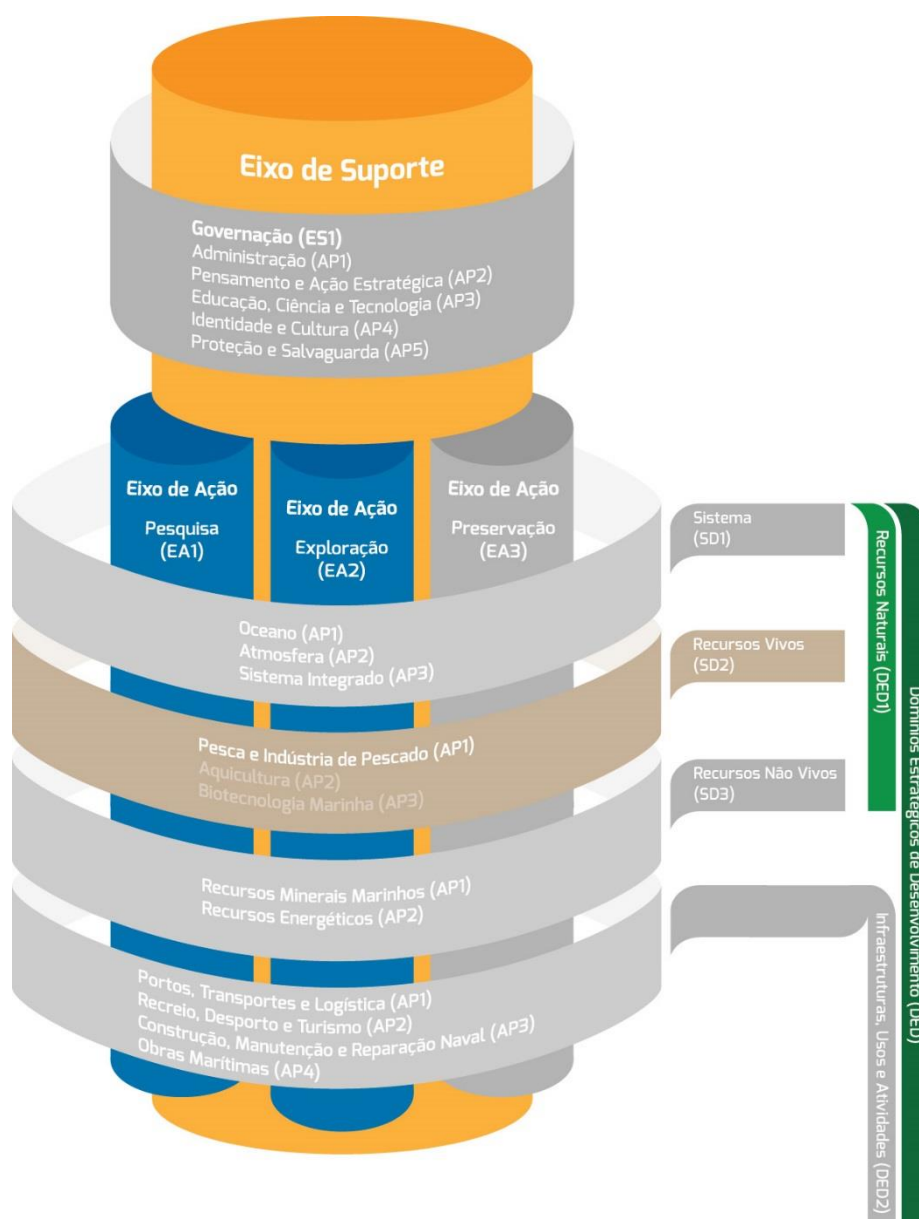 Eixo de Suporte
Governação (ES1)
Administração (AP1)
Pensamento e Ação Estratégica (AP2)
Educação, Ciência e Tecnologia (AP3)
Identidade e Cultura (AP4)
Proteção e Salvaguarda (AP5)
Eixo de Ação
Pesquisa
(EA1)
Eixo de Ação
Exploração
(EA2)
Eixo de Ação
Preservação
(EA3)
Oceano (AP1)
Atmosfera (AP2)
Sistema Integrado (AP3)
Pesca e Indústria de Pescado (AP1)
Aquicultura (AP2)
Biotecnologia Marinha (AP3)
Recursos Minerais Marinhos (AP1)
Recursos Energéticos (AP2)
Portos, Transportes e Logística (AP1)
Recreio, Desporto e Turismo (AP2)
Construção, Manutenção e Reparação Naval (AP3)
Obras Marítimas (AP4)
Sistema
(SD1)
Recursos Vivos
(SD2)
Recursos Não Vivos
(SD3)
Recursos Naturais (DED1)
Infraestruturas, Usos e Atividades (DED2)
Domínios Estratégicos de Desenvolvimento (DED)